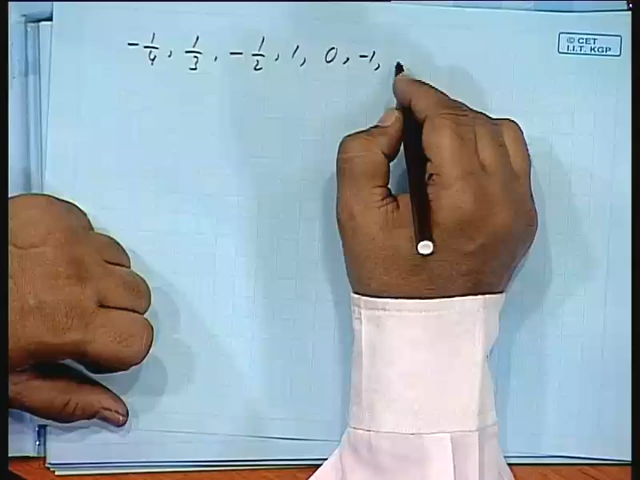 -1/4, 1/3, -1/2, 1, 0, -1,
© CET
I.I.T. KGP